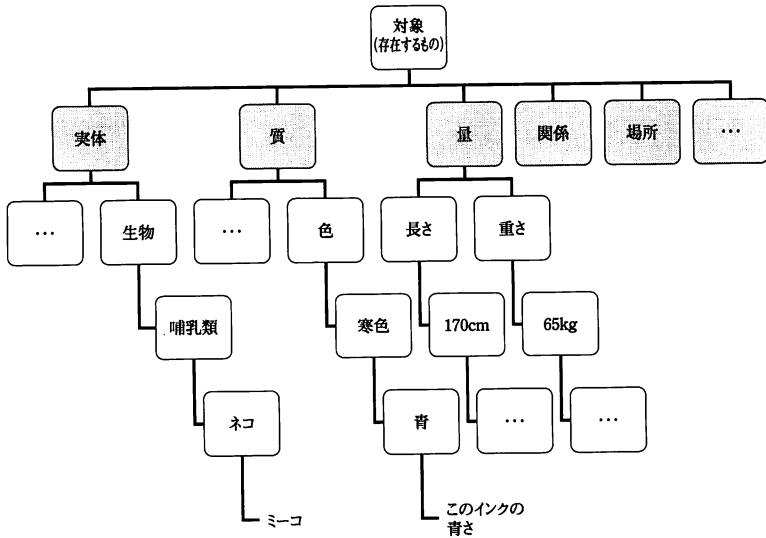 対象
(存在するもの)
実体
質
量
関係
場所
…
…
生物
…
色
長さ
重さ
哺乳類
寒色
170cm
65kg
ネコ
青
…
…
ミーコ
このインクの
青さ